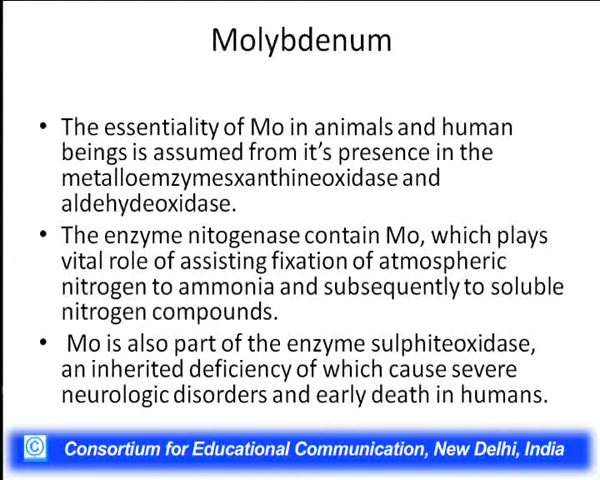 Molybdenum
• The essentiality of Mo in animals and human
beings is assumed from it's presence in the
metalloemzymesxanthineoxidase and
aldehydeoxidase.
• The enzyme nitogenase contain Mo, which plays
vital role of assisting fixation of atmospheric
nitrogen to ammonia and subsequently to soluble
nitrogen compounds.
• Mo is also part of the enzyme sulphiteoxidase,
an inherited deficiency of which cause severe
neurologic disorders and early death in humans.
© Consortium for Educational Communication, New Delhi, India